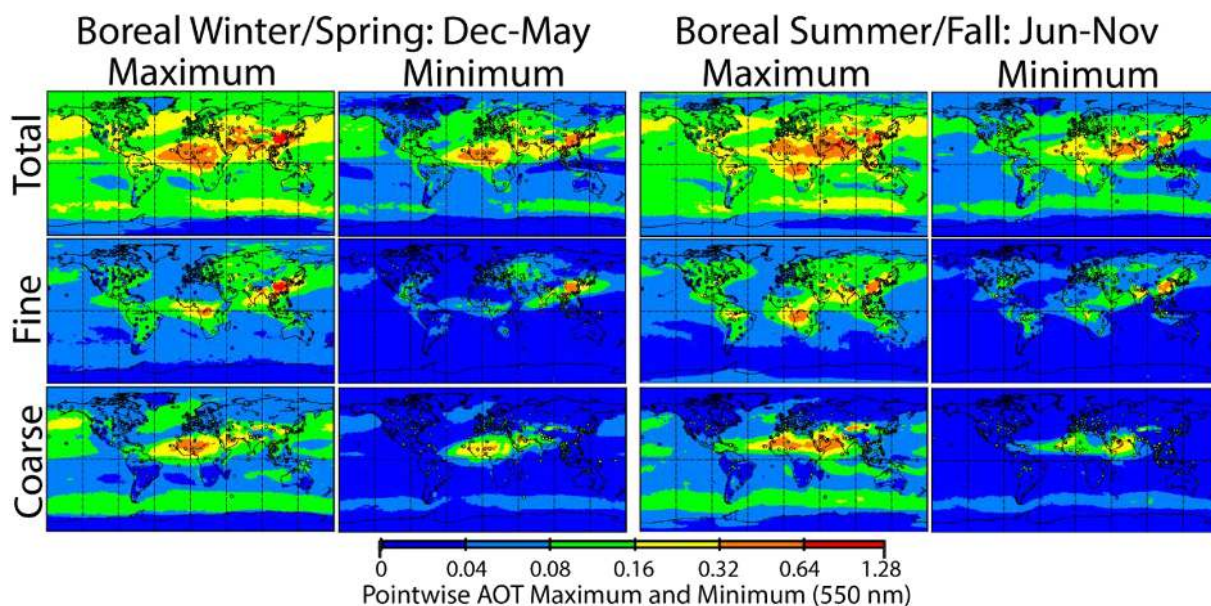 Boreal Winter/Spring: Dec-May Boreal Summer/Fall: Jun-Nov
Maximum Minimum Maximum Minimum
Total
Fine
Coarse
0 0.04 0.08 0.16 0.32 0.64 1.28
Pointwise AOT Maximum and Minimum (550 nm)